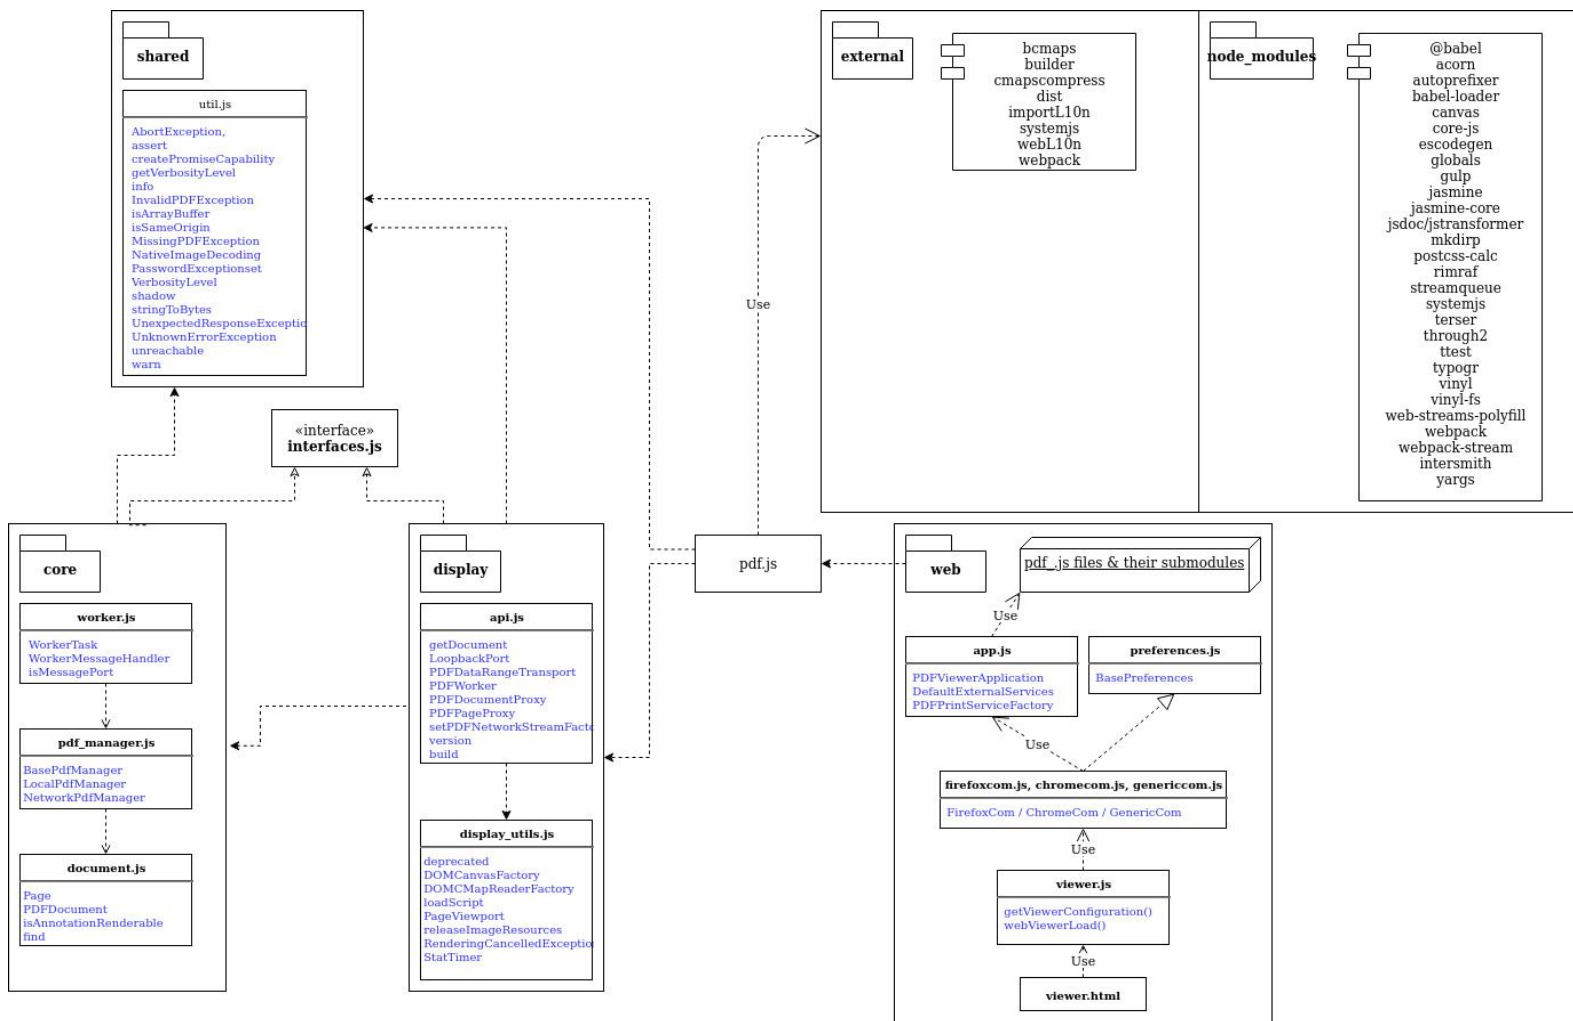 shared
util.js
AbortException,
assert
createPromiseCapability
getVerbosityLevel
info
InvalidPDFException
isArrayBuffer
isSameOrigin
MissingPDFException
NativeImageDecoding
PasswordExceptionset
VerbosityLevel
shadow
stringToBytes
UnexpectedResponseExceptic
UnknownErrorException
unreachable
warn
«interface»
interfaces.js
core
worker.js
WorkerTask
WorkerMessageHandler
isMessagePort
pdf_manager.js
BasePdfManager
LocalPdfManager
NetworkPdfManager
document.js
Page
PDFDocument
isAnnotationRenderable
find
display
api.js
getDocument
LoopbackPort
PDFDataRangeTransport
PDFWorker
PDFDocumentProxy
PDFPageProxy
setPDFNetworkStreamFacto
version
build
display_utils.js
deprecated
DOMCanvasFactory
DOMCMapReaderFactory
loadScript
PageViewport
releaseImageResources
RenderingCancelledExceptio
StatTimer
Use
pdf.js
external
bcmaps
builder
cmapscompress
dist
importL10n
systemjs
webL10n
webpack
node_modules
@babel
acorn
autoprefixer
babel-loader
canvas
core-js
escodegen
globals
gulp
jasmine
jasmine-core
jsdoc/jstransformer
mkdirp
postcss-calc
rimraf
streamqueue
systemjs
terser
through2
ttest
typogr
vinyl
vinyl-fs
web-streams-polyfill
webpack
webpack-stream
intersmith
yargs
web
pdf_.js files & their submodules
Use
app.js
PDFViewerApplication
DefaultExternalServices
PDFPrintServiceFactory
preferences.js
BasePreferences
Use
firefoxcom.js, chromecom.js, genericcom.js
FirefoxCom / ChromeCom / GenericCom
Use
viewer.js
getViewerConfiguration()
webViewerLoad()
Use
viewer.html